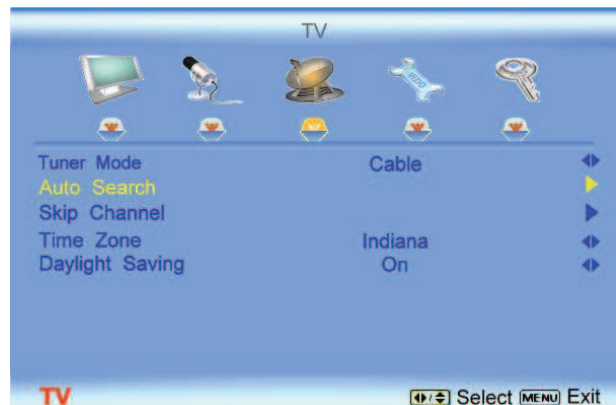 TV
Tuner Mode Cable
Auto Search
Skip Channel
Time Zone Indiana
Daylight Saving On
TV Select MENU Exit